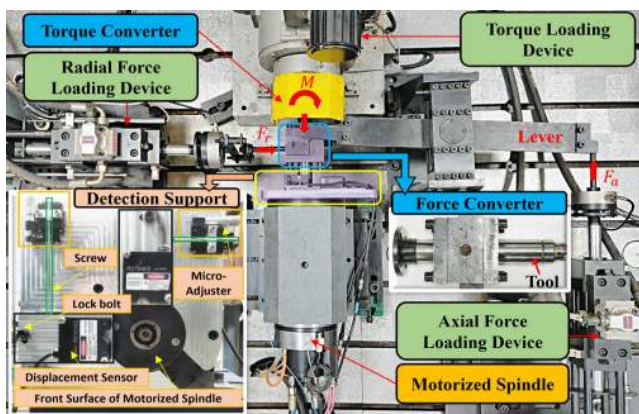 Torque Converter
Torque Loading
Device
Radial Force
Loading Device
M
Fr
Lever
Fa
Detection Support
Force Converter
Screw
Micro-
Adjuster
Lock bolt
Tool
Displacement Sensor
Front Surface of Motorized Spindle
Axial Force
Loading Device
Motorized Spindle